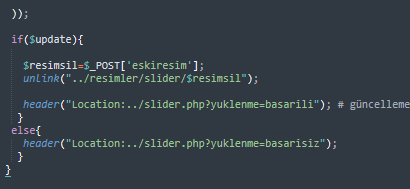 ));
if($update){
$resimsil=$_POST['eskiresim'];
unlink("../resimler/slider/$resimsil");
header("Location:../slider.php?yuklenme=basarili"); # güncelleme
}
else{
header("Location:../slider.php?yuklenme=basarisiz");
}
}